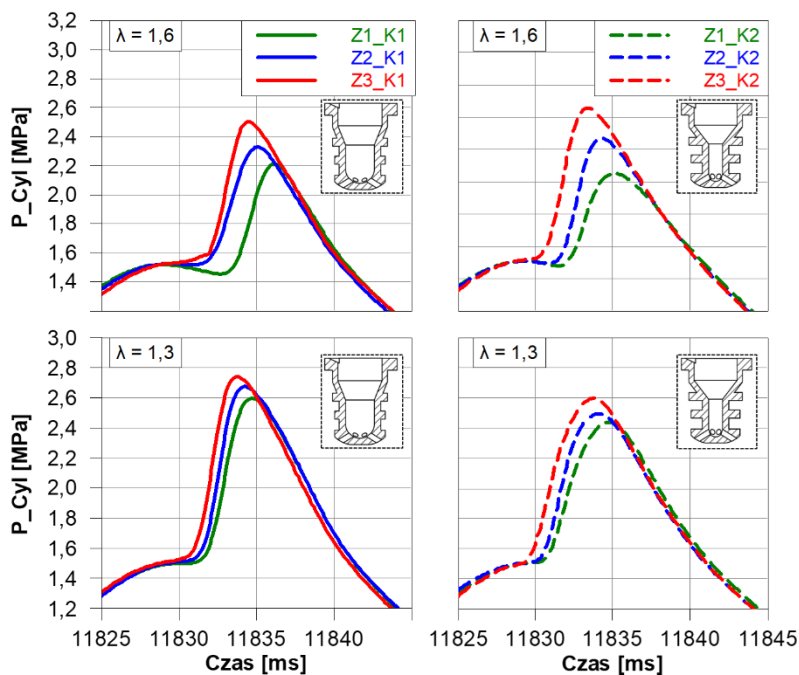 λ = 1,6
Z1_K1
Z2_K1
Z3_K1
λ = 1,6
Z1_K2
Z2_K2
Z3_K2
P_Cyl [MPa]
3,2
3,0
2,8
2,6
2,4
2,2
2,0
1,8
1,6
1,4
λ = 1,3
λ = 1,3
P_Cyl [MPa]
3,0
2,8
2,6
2,4
2,2
2,0
1,8
1,6
1,4
1,2
11825 11830 11835 11840
11825 11830 11835 11840 11845
Czas [ms]
Czas [ms]